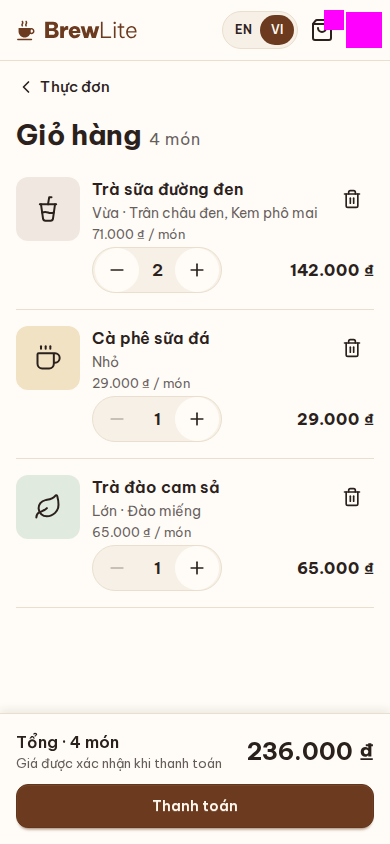 BrewLite
EN VI
Thực đơn
Giỏ hàng 4 món
Trà sữa đường đen
Vừa · Trân châu đen, Kem phô mai
71.000 ₫ / món
2
142.000 ₫
Cà phê sữa đá
Nhỏ
29.000 ₫ / món
1
29.000 ₫
Trà đào cam sả
Lớn · Đào miếng
65.000 ₫ / món
1
65.000 ₫
Tổng · 4 món
Giá được xác nhận khi thanh toán
236.000 ₫
Thanh toán